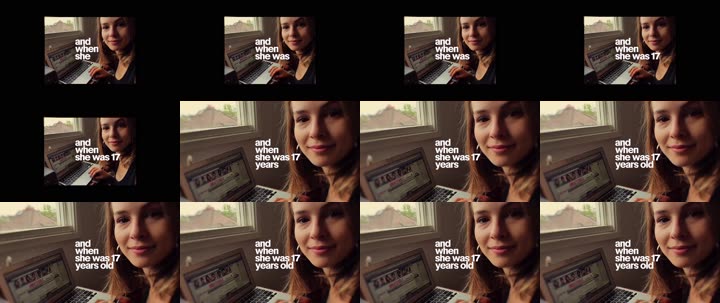 and
when
she
and
when
she was
and
when
she was
and
when
she was 17
and
when
she was 17
and
when
she was 17
years
and
when
she was 17
years
and
when
she was 17
years old
and
when
she was 17
years old
and
when
she was 17
years old
and
when
she was 17
years old
and
when
she was 17
years old